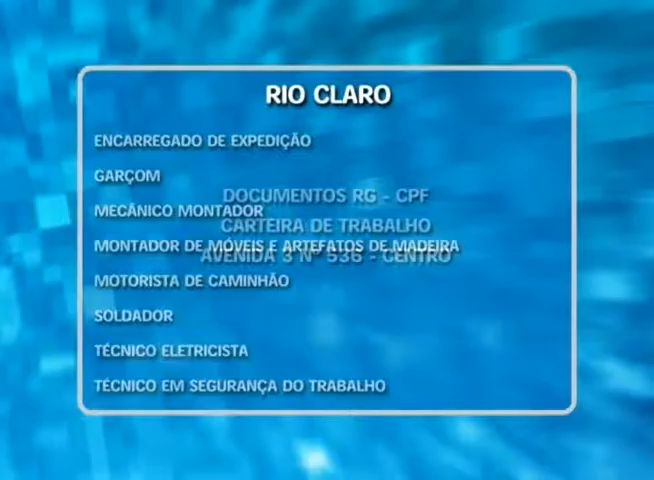 RIO CLARO
ENCARREGADO DE EXPEDIÇÃO
GARÇOM
DOCUMENTOS RG - CPF
MECÂNICO MONTADOR
CARTEIRA DE TRABALHO
MONTADOR DE MÓVEIS E ARTEFATOS DE MADEIRA
AVENIDA 3 Nº 536 - CENTRO
MOTORISTA DE CAMINHÃO
SOLDADOR
TÉCNICO ELETRICISTA
TÉCNICO EM SEGURANÇA DO TRABALHO